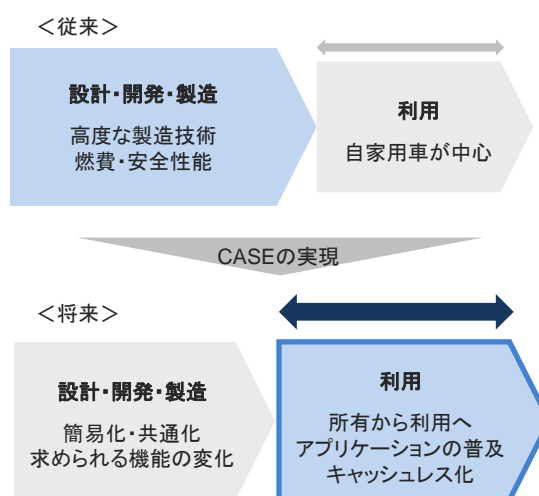 ＜従来＞
設計・開発・製造
高度な製造技術
燃費・安全性能
利用
自家用車が中心
CASEの実現
＜将来＞
設計・開発・製造
簡易化・共通化
求められる機能の変化
利用
所有から利用へ
アプリケーションの普及
キャッシュレス化